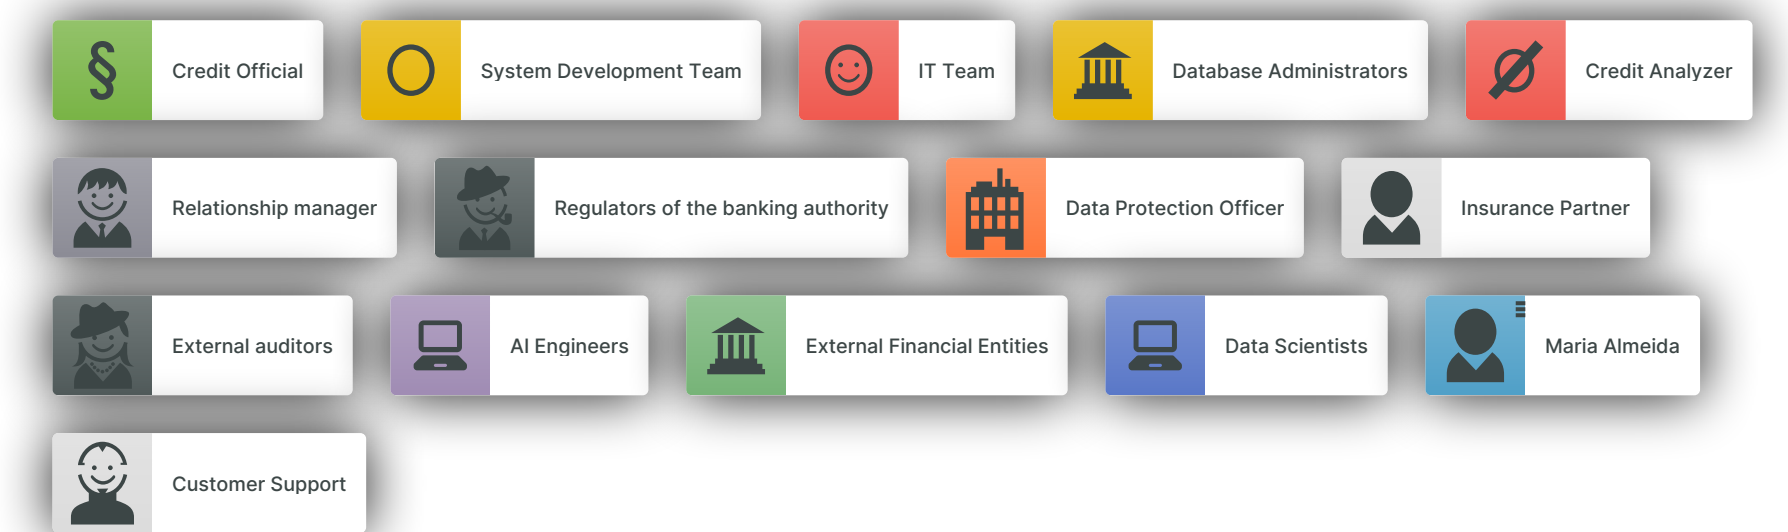 §
Credit Official
System Development Team
IT Team
Database Administrators
Credit Analyzer
Relationship manager
Regulators of the banking authority
Data Protection Officer
Insurance Partner
External auditors
AI Engineers
External Financial Entities
Data Scientists
Maria Almeida
Customer Support